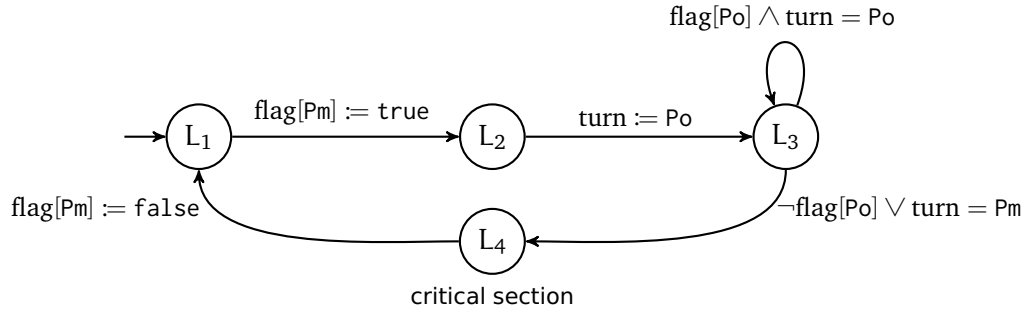 flag[Po] ∧ turn = Po
flag[Pm] := true
turn := Po
L1
L2
L3
flag[Pm] := false
¬flag[Po] ∨ turn = Pm
L4
critical section